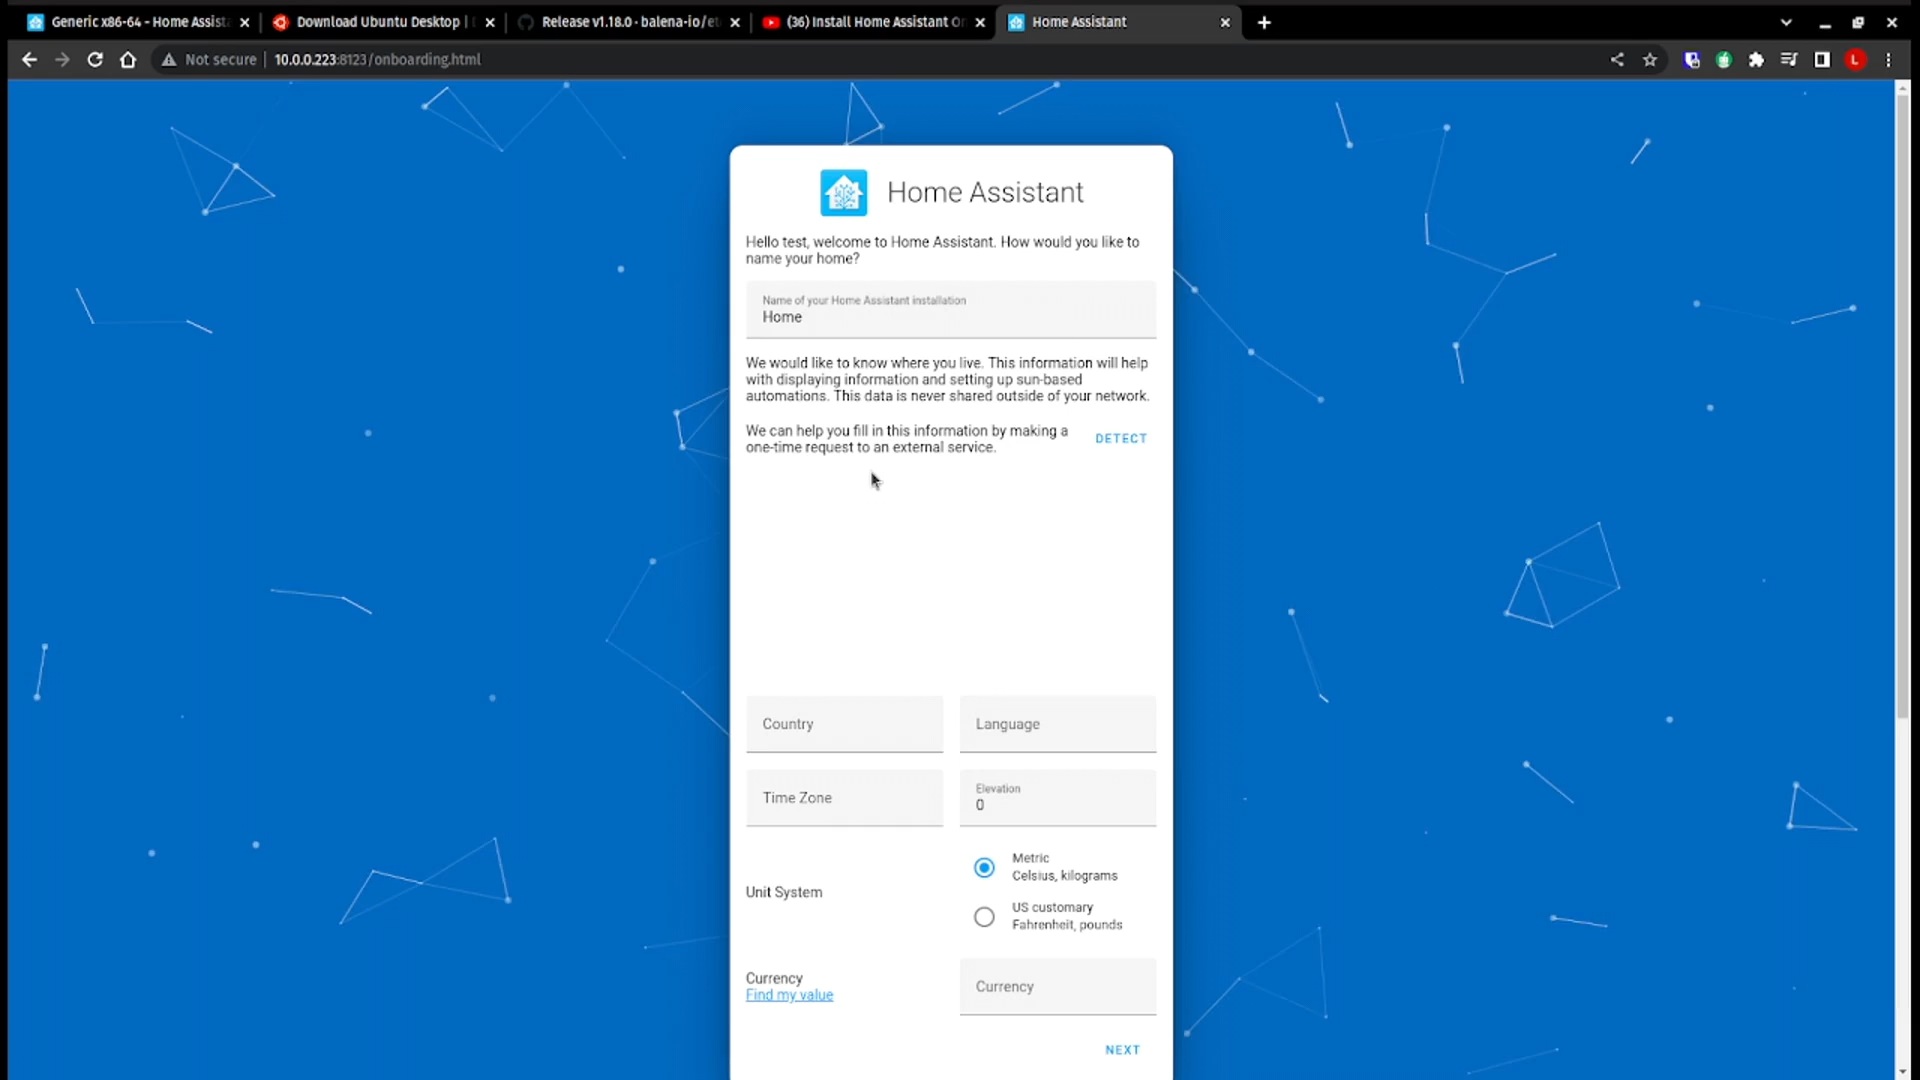 Generic x86-64 - Home Assista
Download Ubuntu Desktop |
Release v1.18.0 · balena-io/et
(36) Install Home Assistant O
Home Assistant
Not secure
10.0.0.223:8123/onboarding.html
L
Home Assistant
Hello test, welcome to Home Assistant. How would you like to
name your home?
Name of your Home Assistant installation
Home
We would like to know where you live. This information will help
with displaying information and setting up sun-based
automations. This data is never shared outside of your network.
We can help you fill in this information by making a
one-time request to an external service.
DETECT
Country
Language
Time Zone
Elevation
0
Unit System
Metric
Celsius, kilograms
US customary
Fahrenheit, pounds
Currency
Find my value
Currency
NEXT